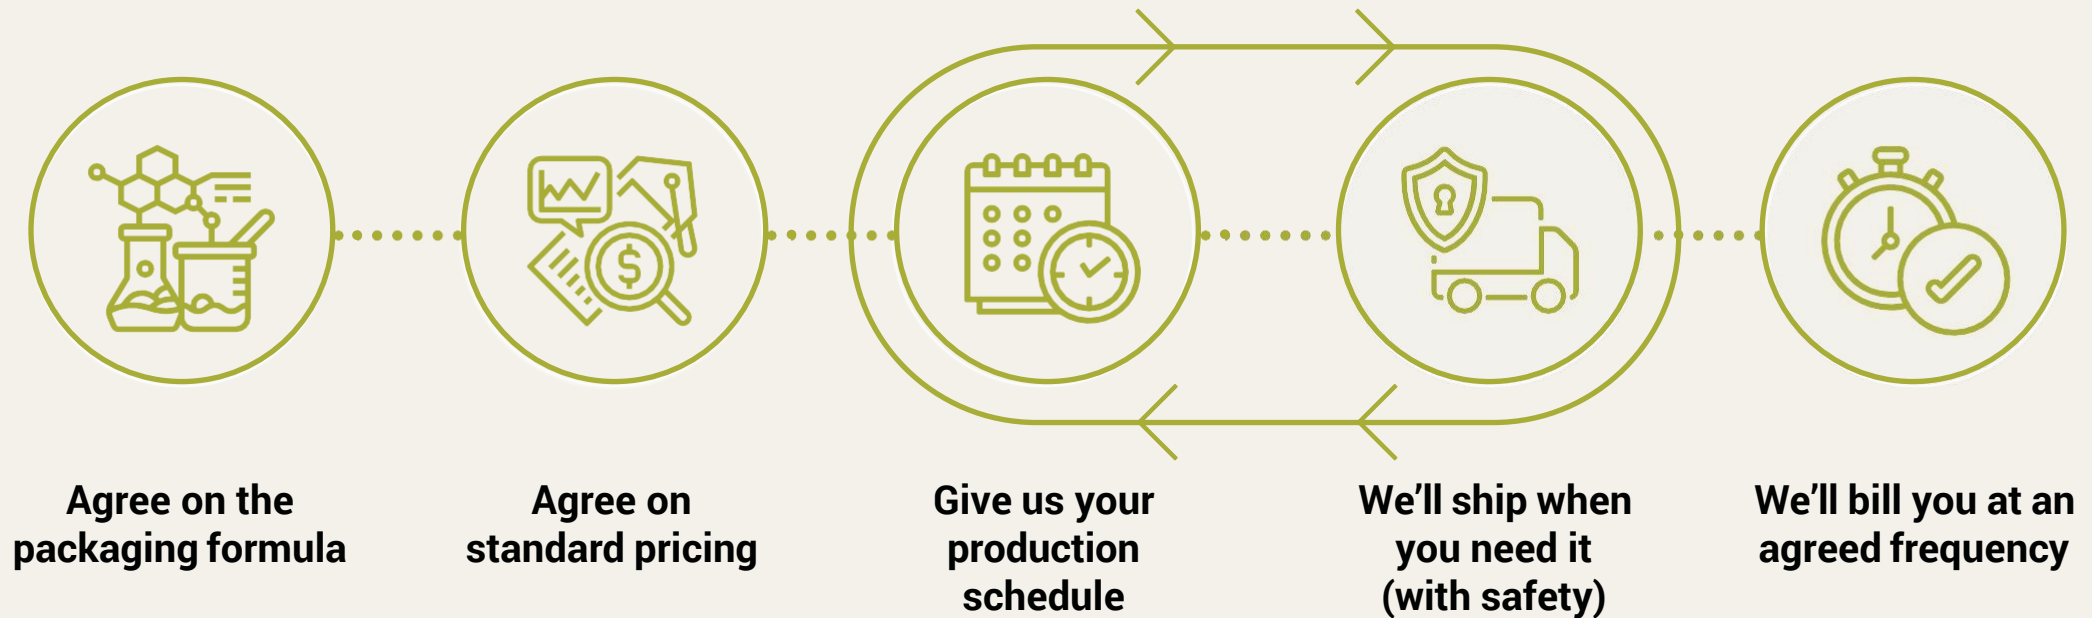 Agree on the
packaging formula
Agree on
standard pricing
Give us your
production
schedule
We’ll ship when
you need it
(with safety)
We’ll bill you at an
agreed frequency